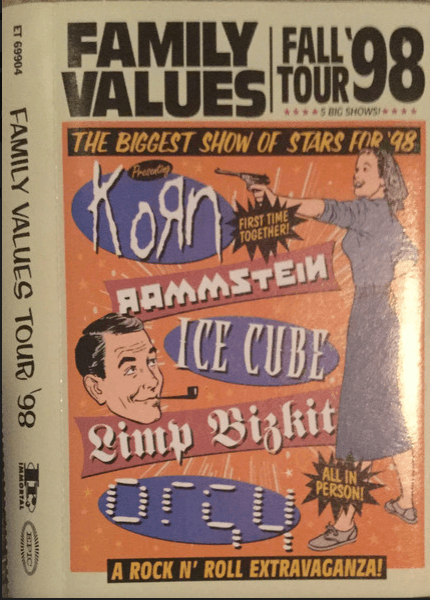 ET 69904
FAMILY VALUES TOUR '98
IMMORTAL
EPIC
FAMILY
VALUES
FALL
TOUR
'98
★★★★ 5 BIG SHOWS! ★★★★
THE BIGGEST SHOW OF STARS FOR '98
Presenting
KoRn
FIRST TIME
TOGETHER!
RAMMSTEIN
ICE CUBE
Limp Bizkit
orgy
ALL IN
PERSON!
A ROCK N' ROLL EXTRAVAGANZA!